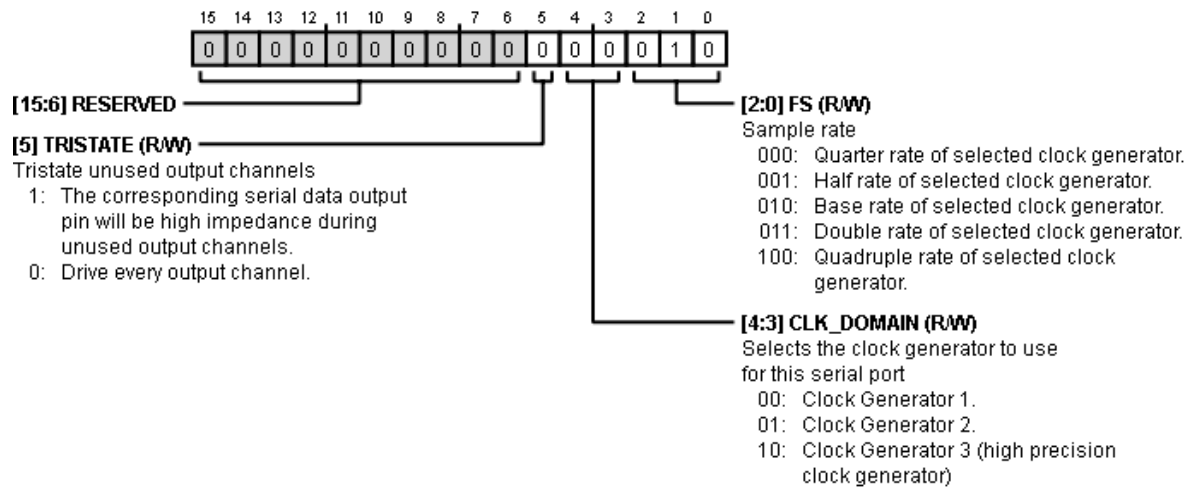 15 14 13 12 11 10 9 8 7 6 5 4 3 2 1 0
0 0 0 0 0 0 0 0 0 0 0 0 0 0 1 0
[15:6] RESERVED
[5] TRISTATE (R/W)
Tristate unused output channels
1: The corresponding serial data output
pin will be high impedance during
unused output channels.
0: Drive every output channel.
[2:0] FS (R/W)
Sample rate
000: Quarter rate of selected clock generator.
001: Half rate of selected clock generator.
010: Base rate of selected clock generator.
011: Double rate of selected clock generator.
100: Quadruple rate of selected clock
generator.
[4:3] CLK_DOMAIN (R/W)
Selects the clock generator to use
for this serial port
00: Clock Generator 1.
01: Clock Generator 2.
10: Clock Generator 3 (high precision
clock generator)